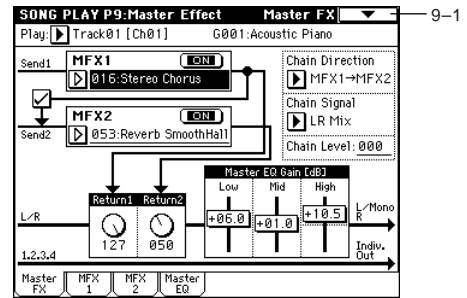 SONG PLAY P9:Master Effect Master FX
9–1
Play: Track01 [Ch01] G001:Acoustic Piano
Send1
MFX1 ON
016:Stereo Chorus
Chain Direction
MFX1→MFX2
Chain Signal
LR Mix
Chain Level: 000
Send2
MFX2 ON
053:Reverb SmoothHall
Master EQ Gain [dB]
Low Mid High
+06.0 +01.0 +10.5
Return1 Return2
127 050
L/R
L/Mono
R
1.2.3.4
Indiv.
Out
Master FX
MFX 1
MFX 2
Master EQ